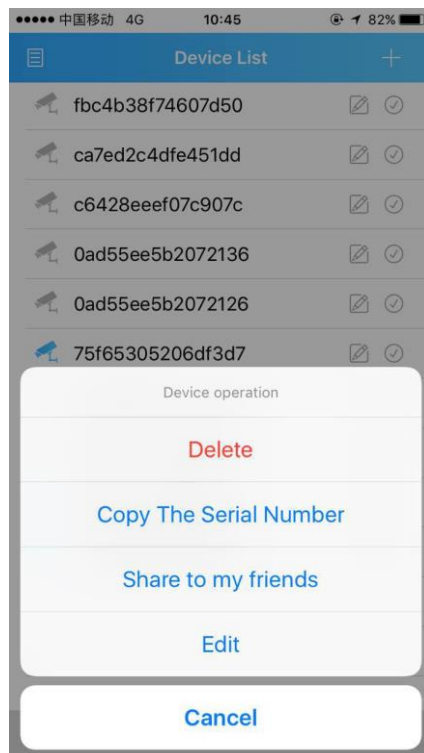 中国移动 4G 10:45 82%
Device List
fbc4b38f74607d50
ca7ed2c4dfe451dd
c6428eeef07c907c
0ad55ee5b2072136
0ad55ee5b2072126
75f65305206df3d7
Device operation
Delete
Copy The Serial Number
Share to my friends
Edit
Cancel